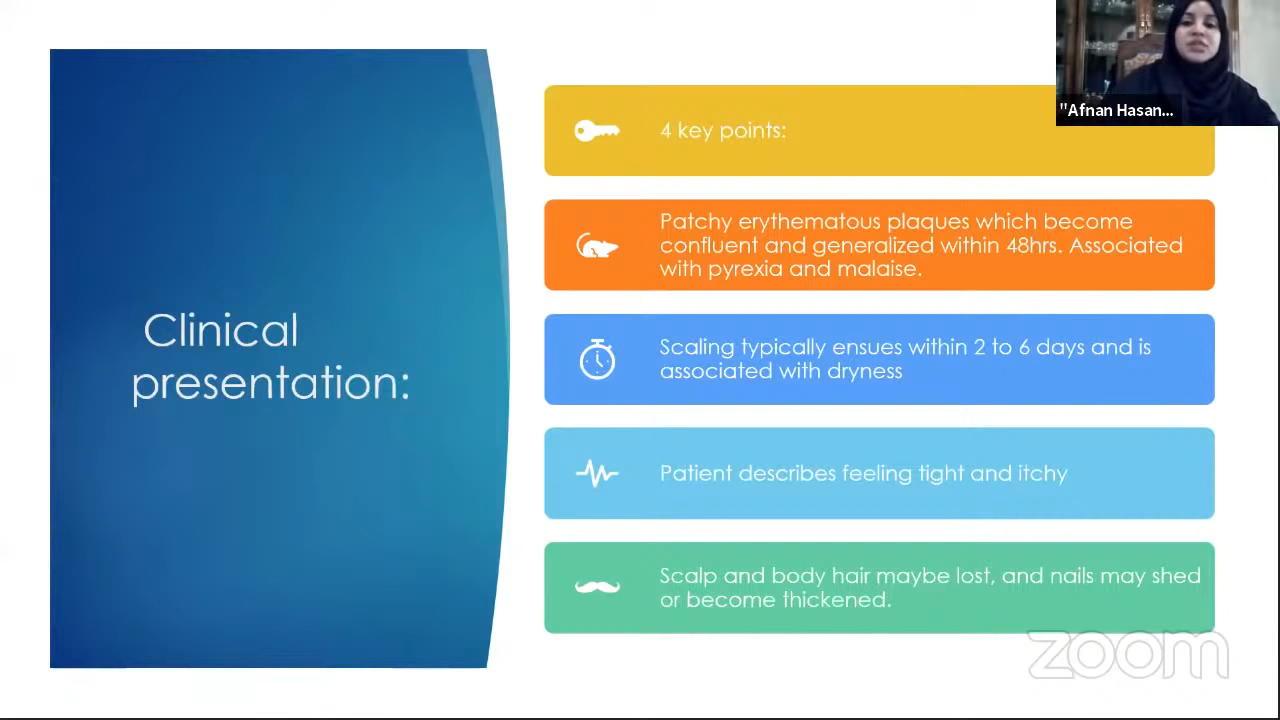 Clinical
presentation:
4 key points:
Patchy erythematous plaques which become
confluent and generalized within 48hrs. Associated
with pyrexia and malaise.
Scaling typically ensues within 2 to 6 days and is
associated with dryness
Patient describes feeling tight and itchy
Scalp and body hair maybe lost, and nails may shed
or become thickened.
"Afnan Hasan...
zoom